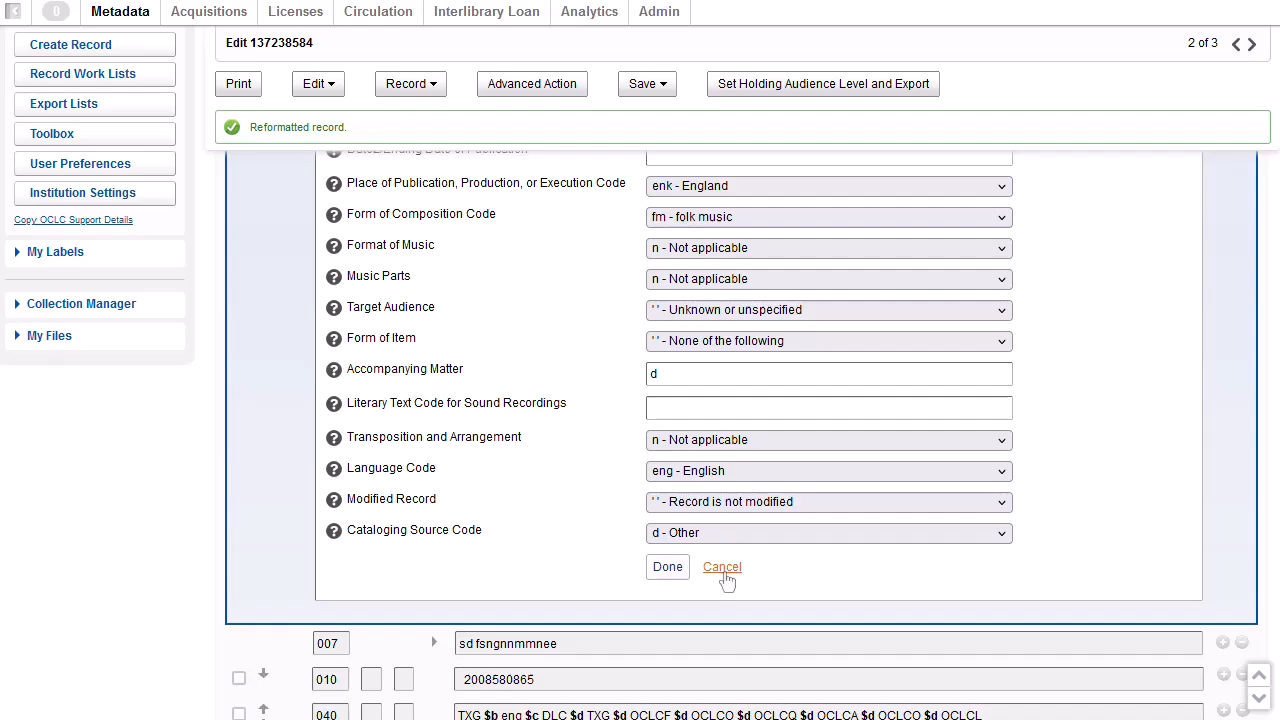 0 Metadata Acquisitions Licenses Circulation Interlibrary Loan Analytics Admin
Create Record
Record Work Lists
Export Lists
Toolbox
User Preferences
Institution Settings
Copy OCLC Support Details
My Labels
Collection Manager
My Files
Edit 137238584 2 of 3
Print Edit Record Advanced Action Save Set Holding Audience Level and Export
Reformatted record.
Date2/Ending Date of Publication
Place of Publication, Production, or Execution Code enk - England
Form of Composition Code fm - folk music
Format of Music n - Not applicable
Music Parts n - Not applicable
Target Audience ' ' - Unknown or unspecified
Form of Item ' ' - None of the following
Accompanying Matter d
Literary Text Code for Sound Recordings
Transposition and Arrangement n - Not applicable
Language Code eng - English
Modified Record ' ' - Record is not modified
Cataloging Source Code d - Other
Done Cancel
007 sd fsngnnmmnee
010 2008580865
040 TXG $b eng $c DLC $d TXG $d OCLCF $d OCLCO $d OCLCQ $d OCLCA $d OCLCO $d OCLCL